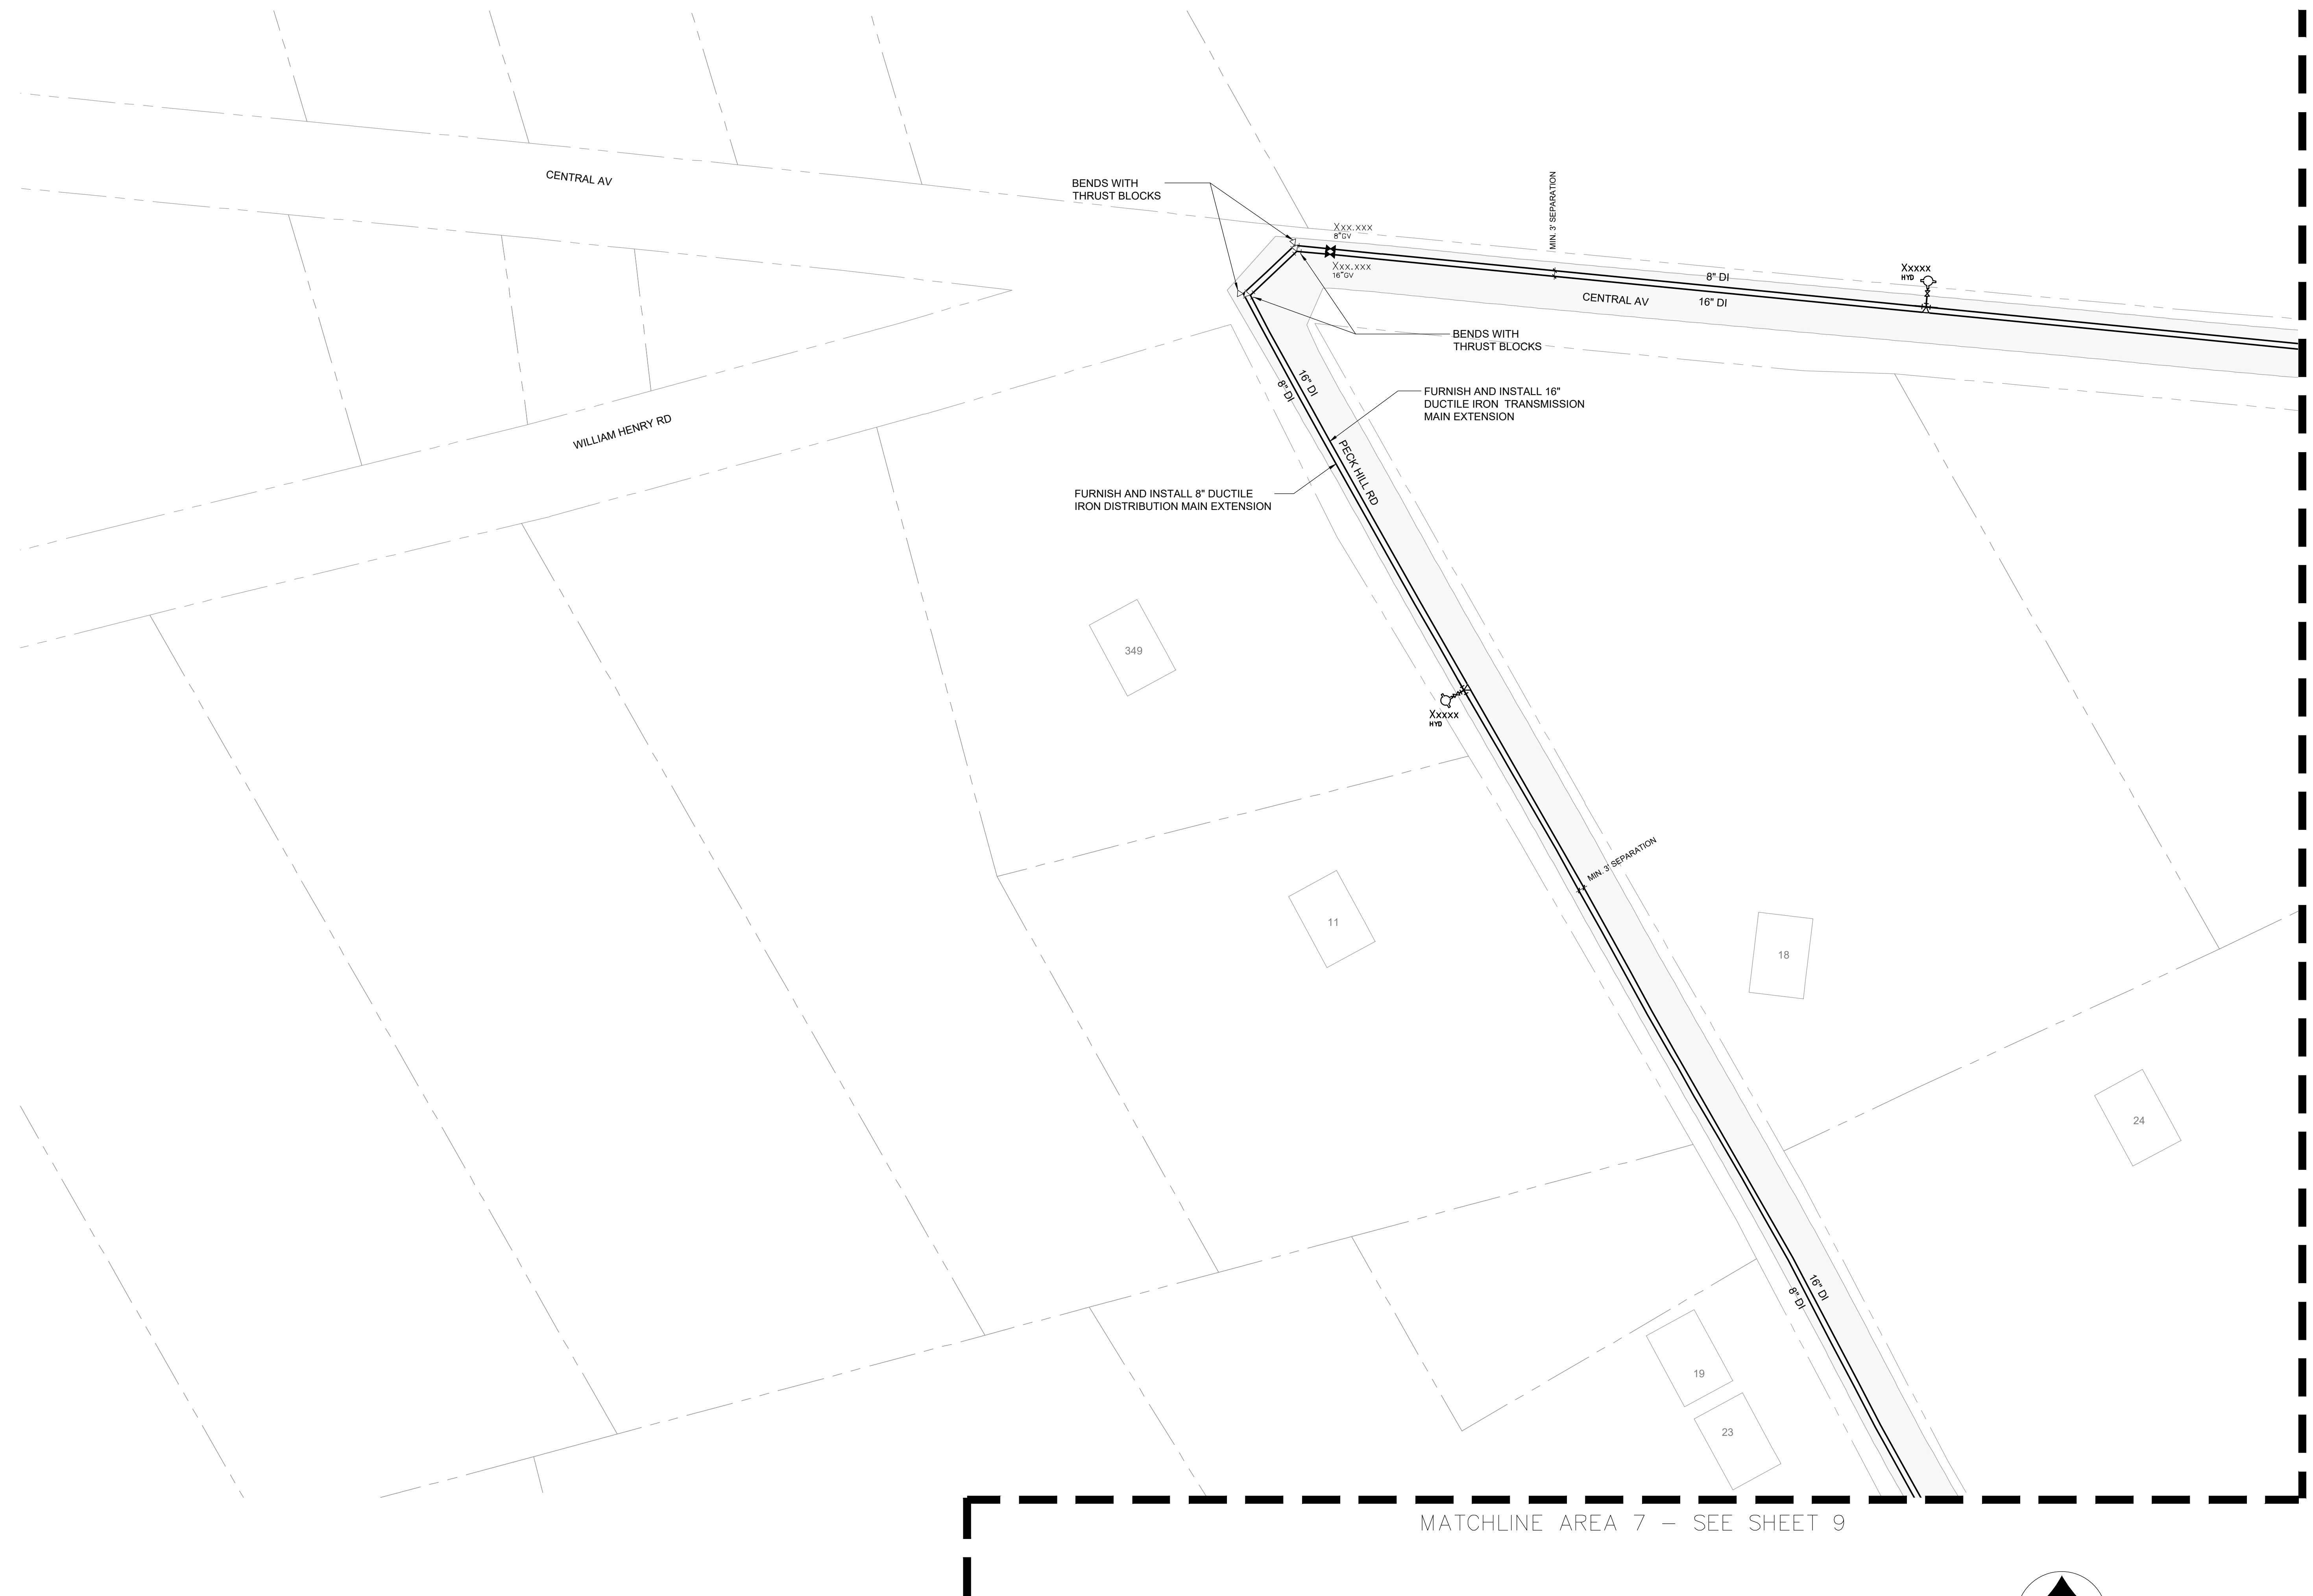 CENTRAL AV
BENDS WITH
THRUST BLOCKS
MIN. 3' SEPARATION
Xxx.xxx
8"GV
Xxx.xxx
16"GV
Xxxxx
HYD
8" DI
CENTRAL AV
16" DI
BENDS WITH
THRUST BLOCKS
16" DI
8" DI
FURNISH AND INSTALL 16"
DUCTILE IRON TRANSMISSION
MAIN EXTENSION
WILLIAM HENRY RD
PECK HILL RD
FURNISH AND INSTALL 8" DUCTILE
IRON DISTRIBUTION MAIN EXTENSION
349
Xxxxx
HYD
MIN. 3' SEPARATION
11
18
24
16" DI
8" DI
19
23
MATCHLINE AREA 7 - SEE SHEET 9